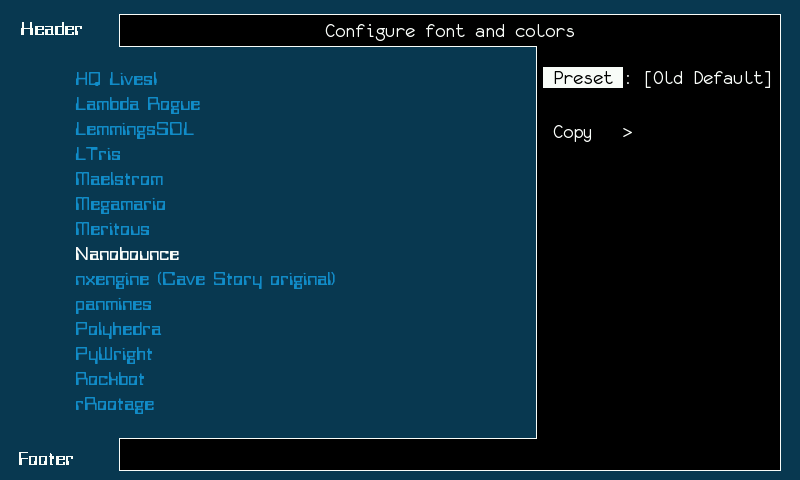 Header
Configure font and colors
HQ Lives!
Lambda Rogue
LemmingsSDL
LTris
Maelstrom
Megamario
Meritous
Nanobounce
nxengine (Cave Story original)
panmines
Polyhedra
PyWright
Rockbot
rRootage
Preset : [Old Default]
Copy >
Footer